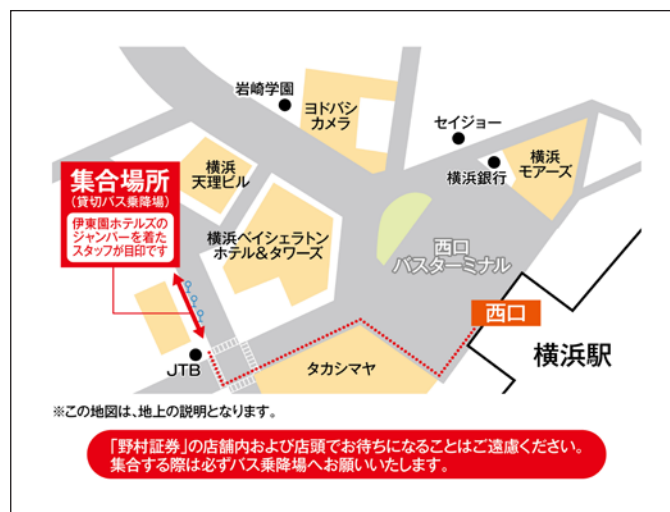 岩崎学園
ヨドバシ
カメラ
セイジョー
横浜
天理ビル
横浜銀行
横浜
モアーズ
集合場所
(貸切バス乗降場)
伊東園ホテルズの
ジャンパーを着た
スタッフが目印です
横浜ベイシェラトン
ホテル&タワーズ
西口
バスターミナル
西口
横浜駅
タカシマヤ
JTB
※この地図は、地上の説明となります。
「野村証券」の店舗内および店頭でお待ちになることはご遠慮ください。
集合する際は必ずバス乗降場へお願いいたします。